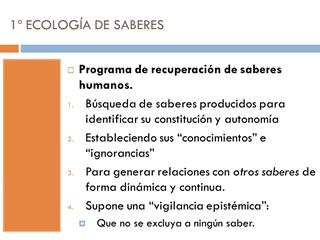 1º ECOLOGÍA DE SABERES
Programa de recuperación de saberes
humanos.
1. Búsqueda de saberes producidos para
identificar su constitución y autonomía
2. Estableciendo sus “conocimientos” e
“ignorancias”
3. Para generar relaciones con otros saberes de
forma dinámica y continua.
4. Supone una “vigilancia epistémica”:
Que no se excluya a ningún saber.